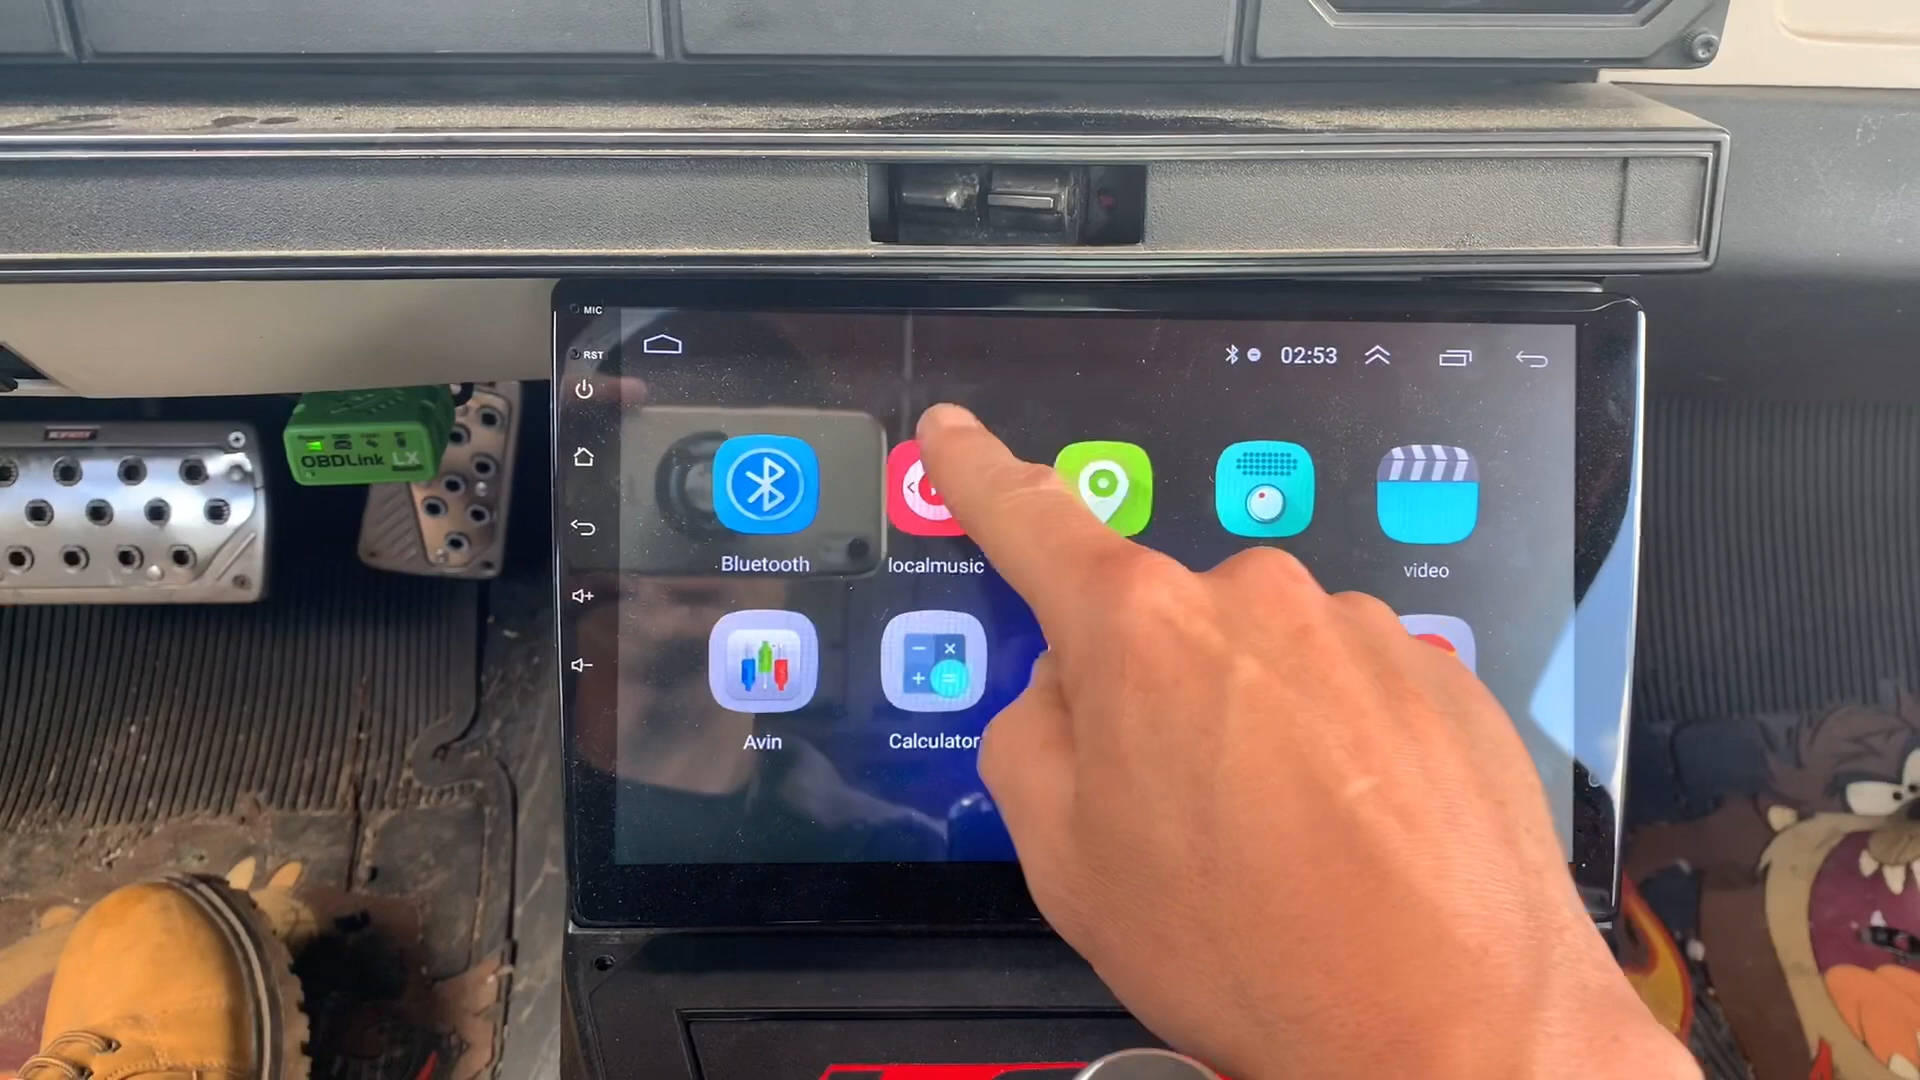 MIC
RST
02:53
OBDLink LX
Bluetooth
localmusic
video
Avin
Calculator